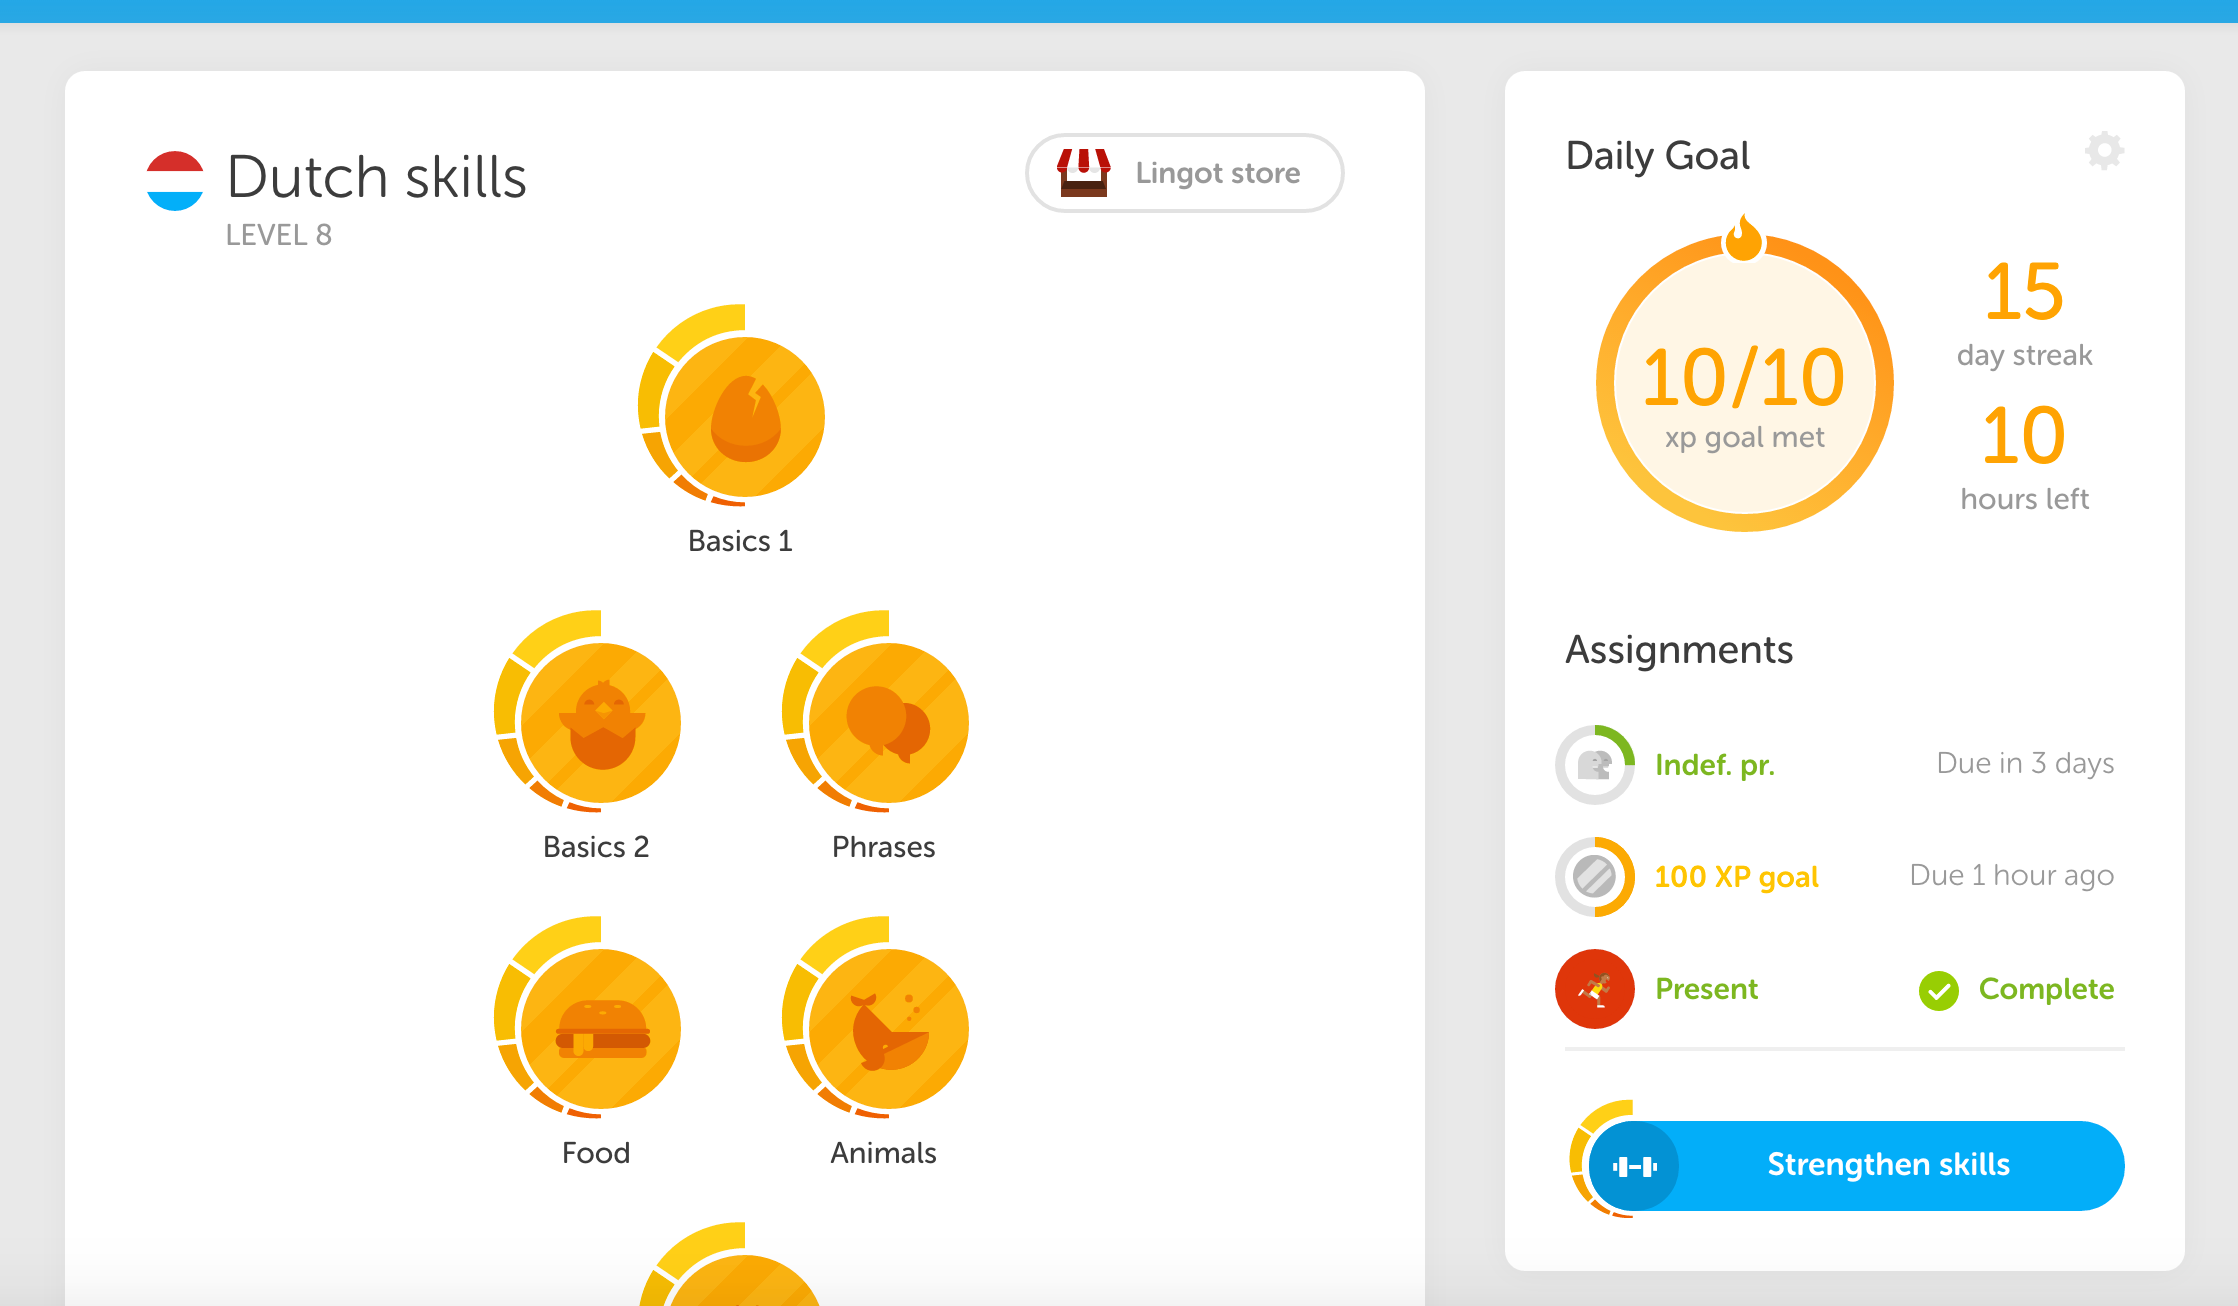 Dutch skills
LEVEL 8
Lingot store
Basics 1
Basics 2
Phrases
Food
Animals
Daily Goal
10/10
xp goal met
15
day streak
10
hours left
Assignments
Indef. pr.
Due in 3 days
100 XP goal
Due 1 hour ago
Present
Complete
Strengthen skills